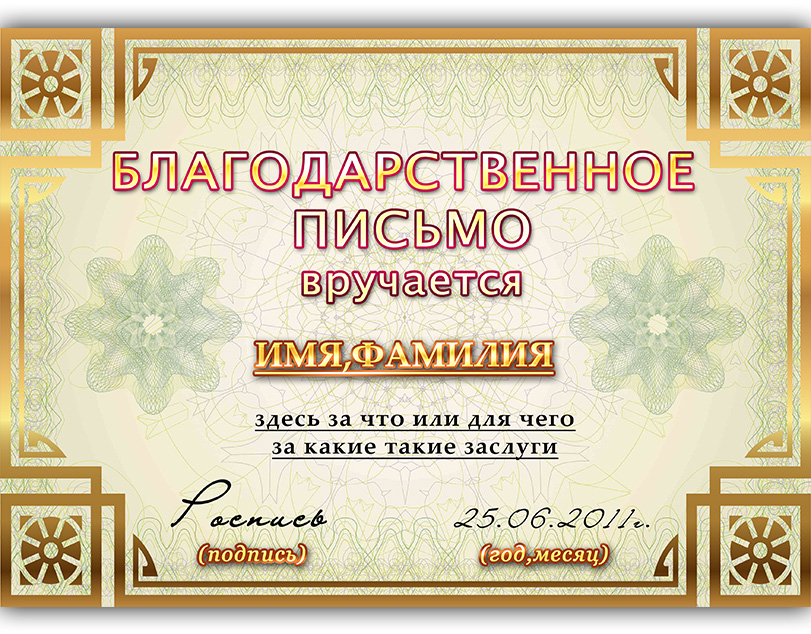 БЛАГОДАРСТВЕННОЕ
ПИСЬМО
вручается
ИМЯ,ФАМИЛИЯ
здесь за что или для чего
за какие такие заслуги
Роспись 25.06.2011г.
(подпись) (год,месяц)